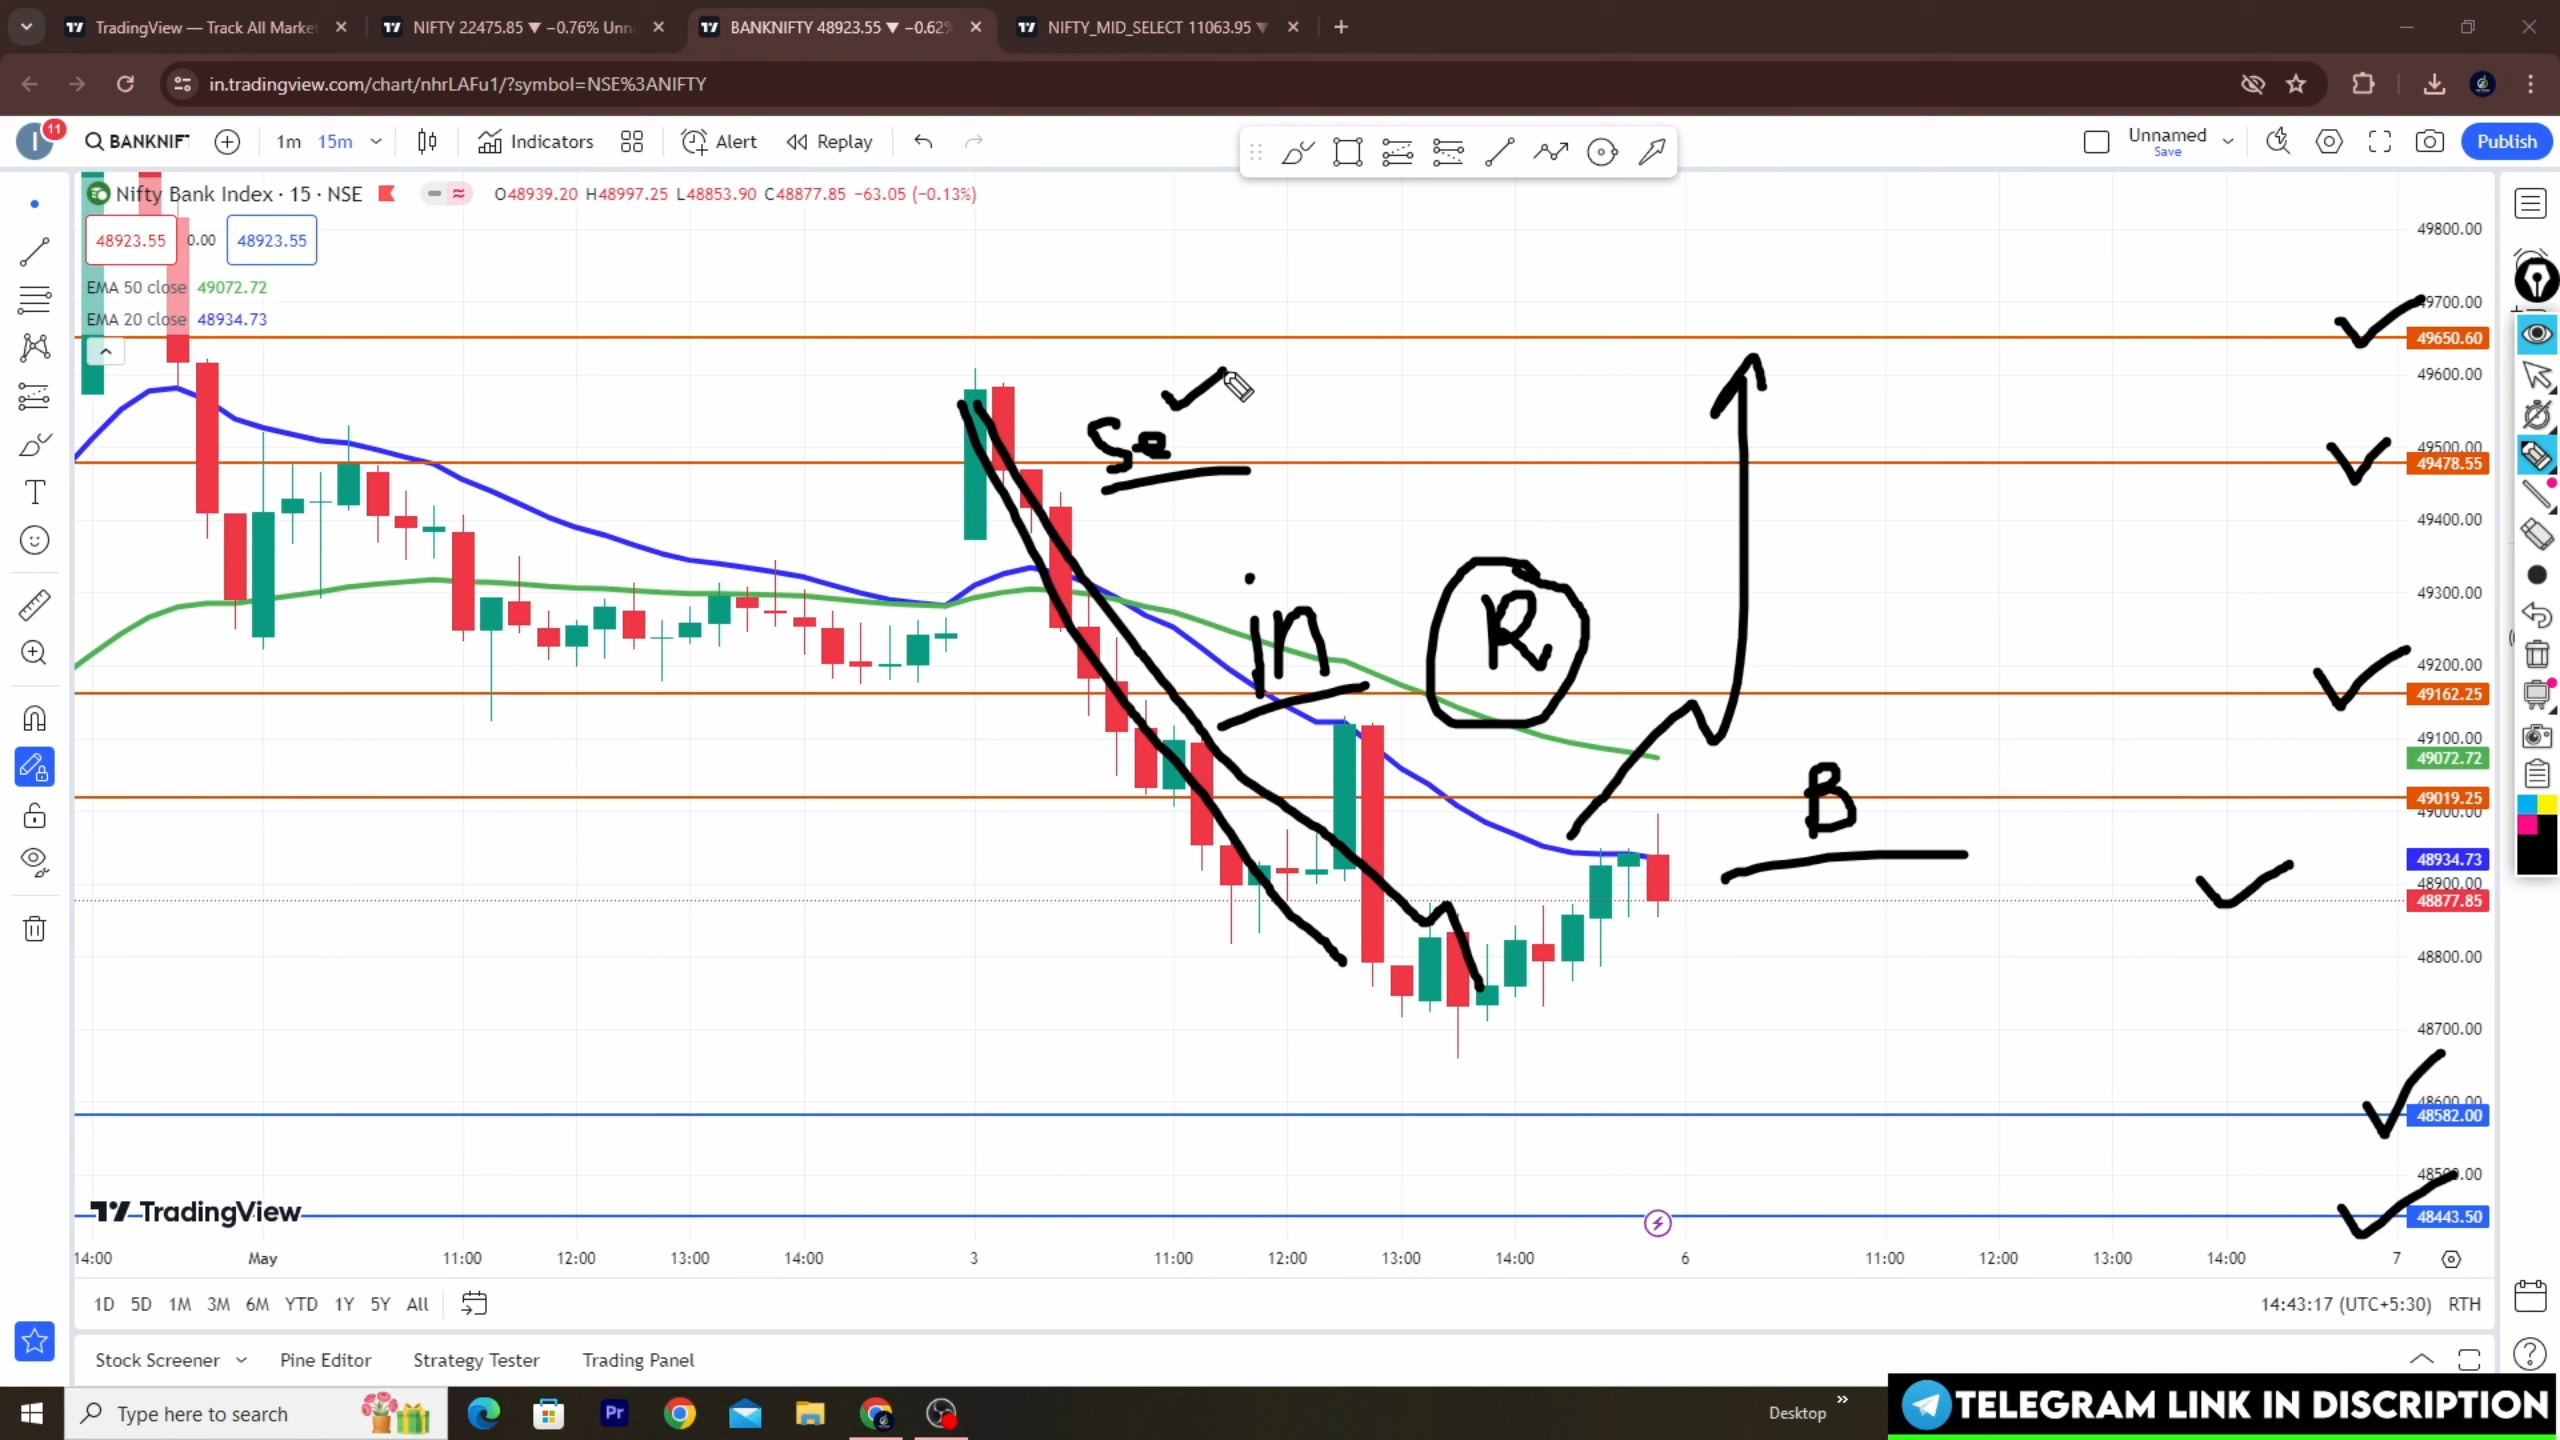 TradingView — Track All Market
NIFTY 22475.85 ▼ −0.76% Unn
BANKNIFTY 48923.55 ▼ −0.62%
NIFTY_MID_SELECT 11063.95 ▼
in.tradingview.com/chart/nhrLAFu1/?symbol=NSE%3ANIFTY
I
11
BANKNIFT
1m
15m
Indicators
Alert
Replay
Unnamed
Save
Publish
Nifty Bank Index · 15 · NSE
O48939.20 H48997.25 L48853.90 C48877.85 −63.05 (−0.13%)
48923.55
0.00
48923.55
EMA 50 close 49072.72
EMA 20 close 48934.73
49800.00
49700.00
49650.60
49600.00
49500.00
49478.55
49400.00
49300.00
49200.00
49162.25
49100.00
49072.72
49019.25
49000.00
48934.73
48900.00
48877.85
48800.00
48700.00
48600.00
48582.00
48443.50
Se
in
R
B
TradingView
14:00 May 11:00 12:00 13:00 14:00 3 11:00 12:00 13:00 14:00 6 11:00 12:00 13:00 14:00 7
1D 5D 1M 3M 6M YTD 1Y 5Y All
14:43:17 (UTC+5:30) RTH
Stock Screener Pine Editor Strategy Tester Trading Panel
Type here to search
Pr
Desktop
TELEGRAM LINK IN DISCRIPTION